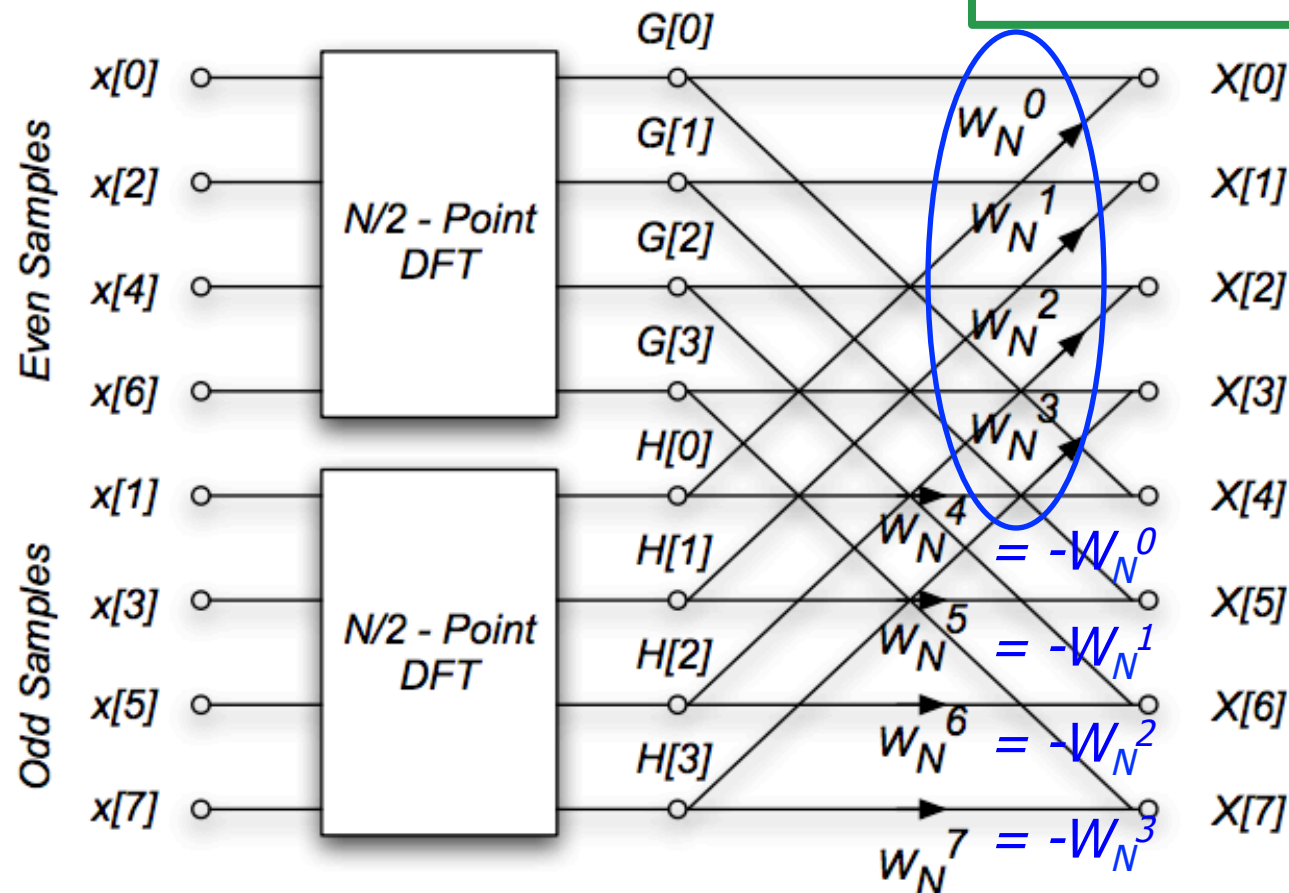 G[0]
x[0] X[0]
W_N^0
G[1]
x[2] X[1]
N/2 - Point
DFT
W_N^1
G[2]
x[4] X[2]
W_N^2
G[3]
x[6] X[3]
W_N^3
Even Samples
H[0]
x[1] X[4]
W_N^4 = -W_N^0
H[1]
x[3] X[5]
N/2 - Point
DFT
W_N^5 = -W_N^1
H[2]
x[5] X[6]
W_N^6 = -W_N^2
H[3]
x[7] X[7]
W_N^7 = -W_N^3
Odd Samples